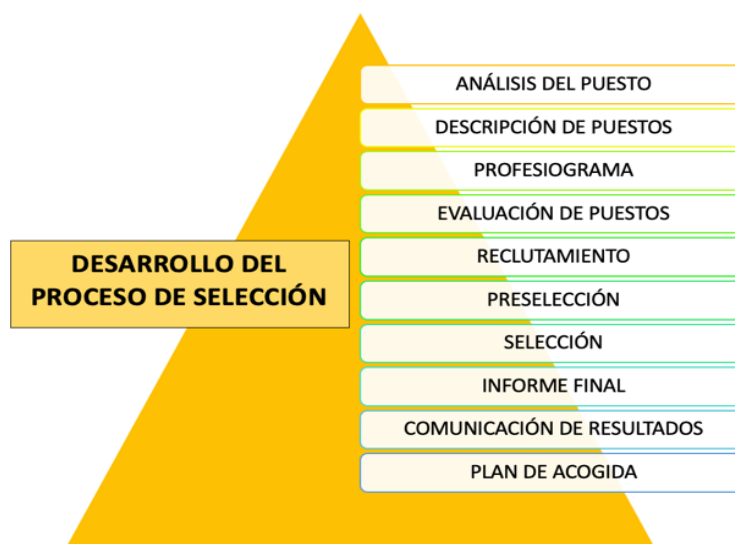 ANÁLISIS DEL PUESTO
DESCRIPCIÓN DE PUESTOS
PROFESIOGRAMA
EVALUACIÓN DE PUESTOS
DESARROLLO DEL
PROCESO DE SELECCIÓN
RECLUTAMIENTO
PRESELECCIÓN
SELECCIÓN
INFORME FINAL
COMUNICACIÓN DE RESULTADOS
PLAN DE ACOGIDA